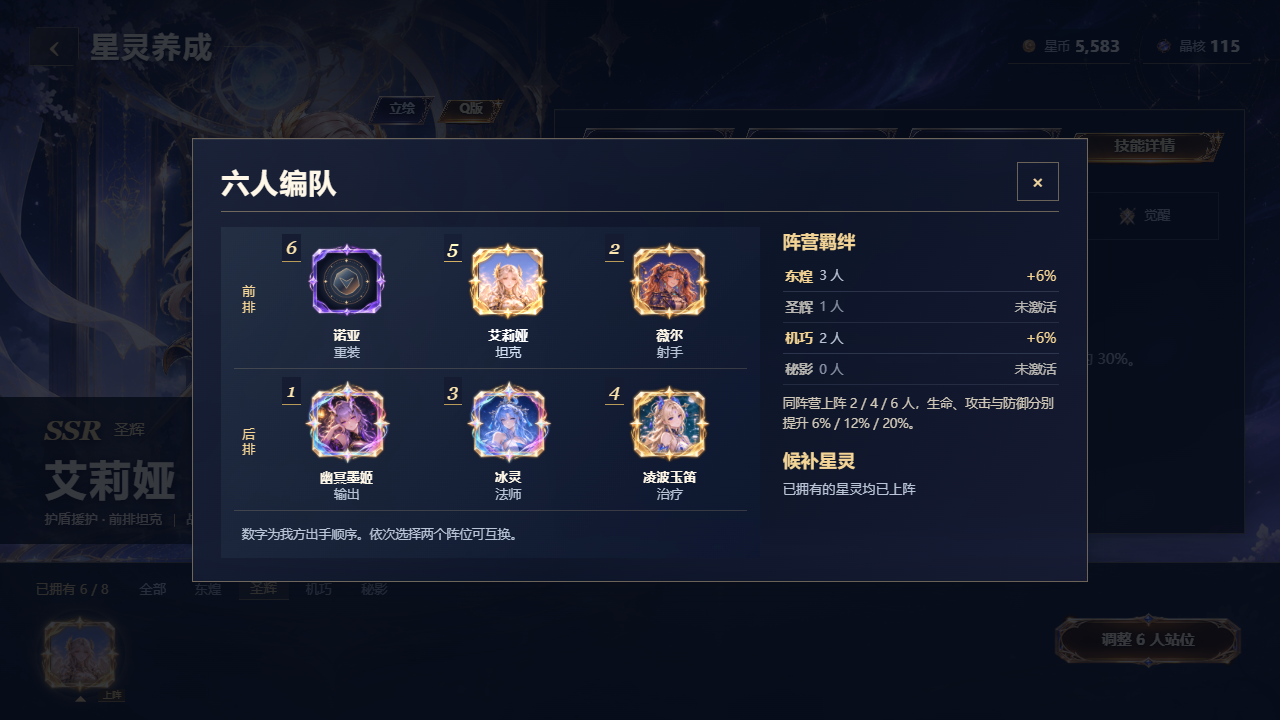 星灵养成
星币 5,583
晶核 115
立绘
Q版
技能详情
觉醒
六人编队
×
前排
6
诺亚
重装
5
艾莉娅
坦克
2
薇尔
射手
后排
1
幽冥墨姬
输出
3
冰灵
法师
4
凌波玉笛
治疗
数字为我方出手顺序。依次选择两个阵位可互换。
阵营羁绊
东煌 3 人 +6%
圣辉 1 人 未激活
机巧 2 人 +6%
秘影 0 人 未激活
同阵营上阵 2 / 4 / 6 人，生命、攻击与防御分别
提升 6% / 12% / 20%。
候补星灵
已拥有的星灵均已上阵
30%。
SSR 圣辉
艾莉娅
护盾援护 · 前排坦克
已拥有 6 / 8 全部 东煌 圣辉 机巧 秘影
上阵
调整 6 人站位